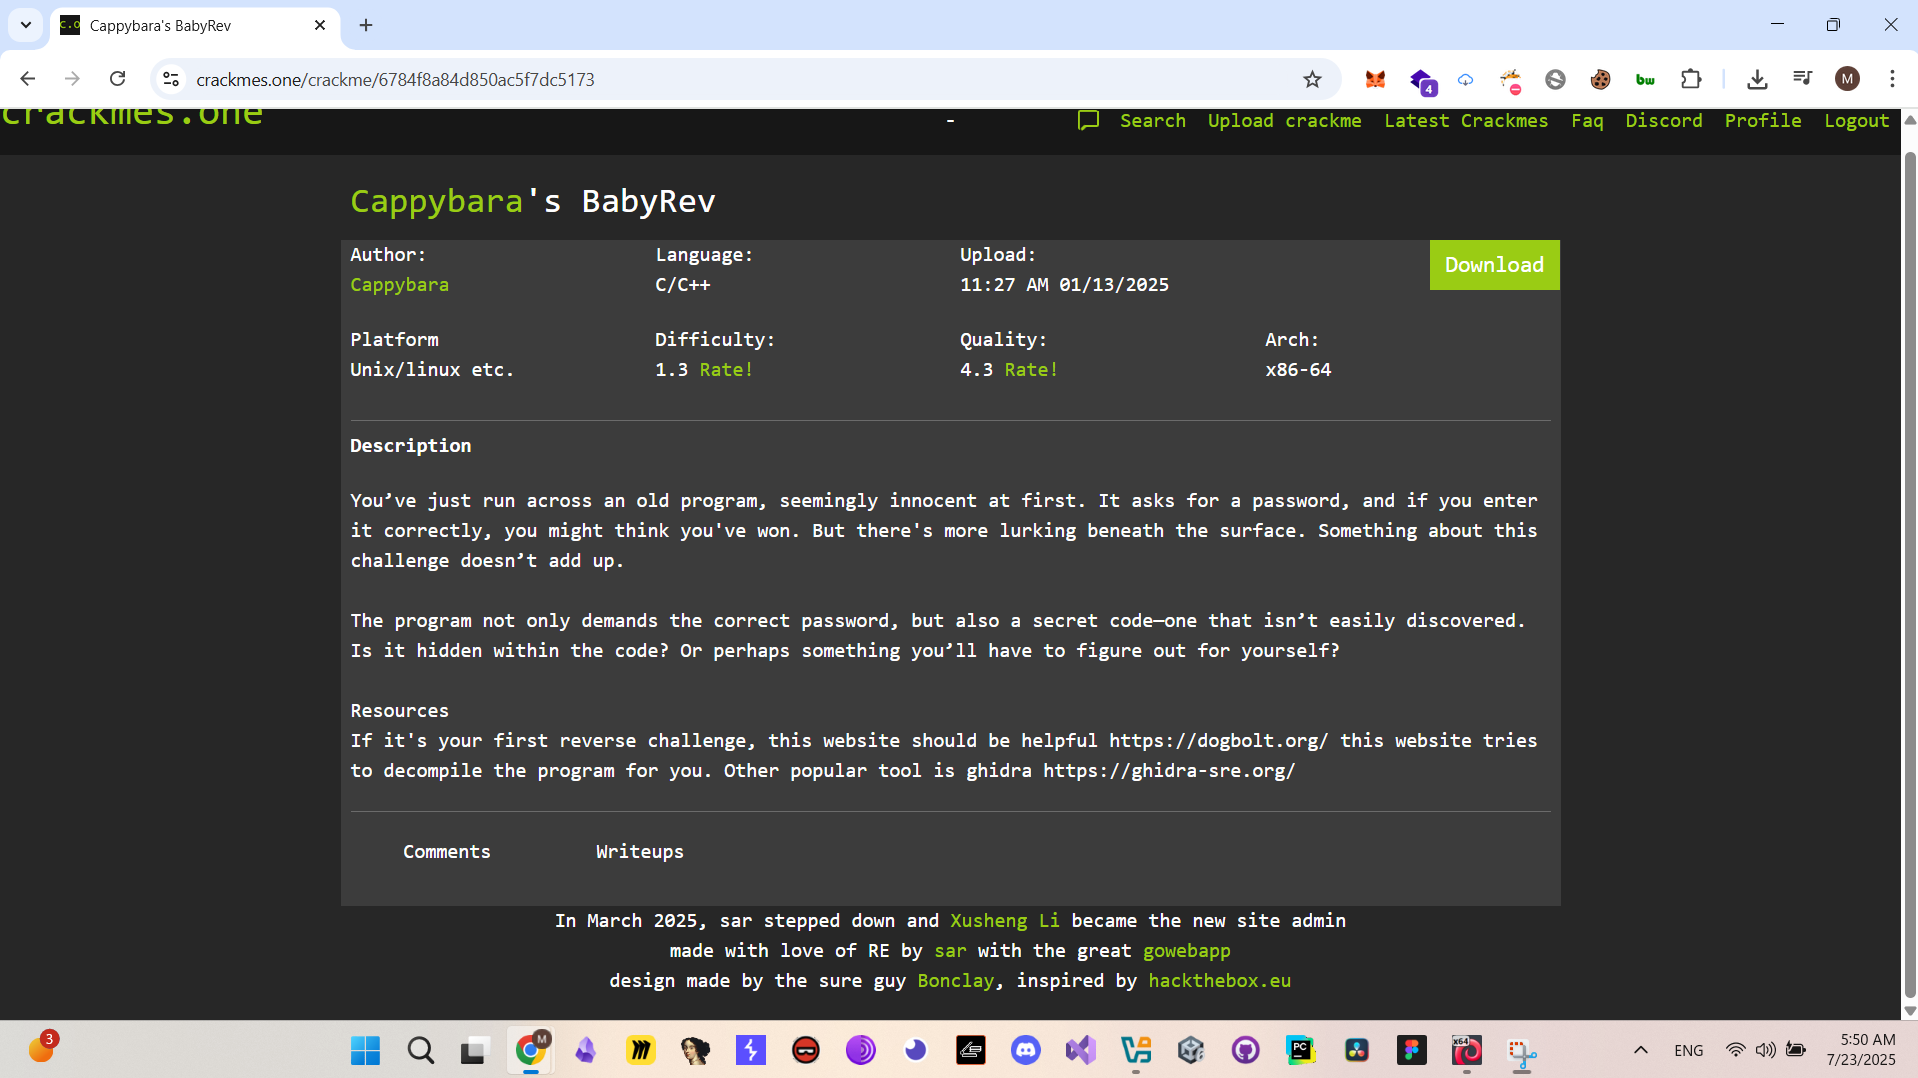 Cappybara's BabyRev
crackmes.one/crackme/6784f8a84d850ac5f7dc5173
4
bw
M
crackmes.one
-
Search Upload crackme Latest Crackmes Faq Discord Profile Logout
Cappybara's BabyRev
Author: Language: Upload:
Download
Cappybara C/C++ 11:27 AM 01/13/2025
Platform Difficulty: Quality: Arch:
Unix/linux etc. 1.3 Rate! 4.3 Rate! x86-64
Description
You’ve just run across an old program, seemingly innocent at first. It asks for a password, and if you enter
it correctly, you might think you've won. But there's more lurking beneath the surface. Something about this
challenge doesn’t add up.
The program not only demands the correct password, but also a secret code—one that isn’t easily discovered.
Is it hidden within the code? Or perhaps something you’ll have to figure out for yourself?
Resources
If it's your first reverse challenge, this website should be helpful https://dogbolt.org/ this website tries
to decompile the program for you. Other popular tool is ghidra https://ghidra-sre.org/
Comments Writeups
In March 2025, sar stepped down and Xusheng Li became the new site admin
made with love of RE by sar with the great gowebapp
design made by the sure guy Bonclay, inspired by hackthebox.eu
3
M
PC
x64
ENG
5:50 AM
7/23/2025